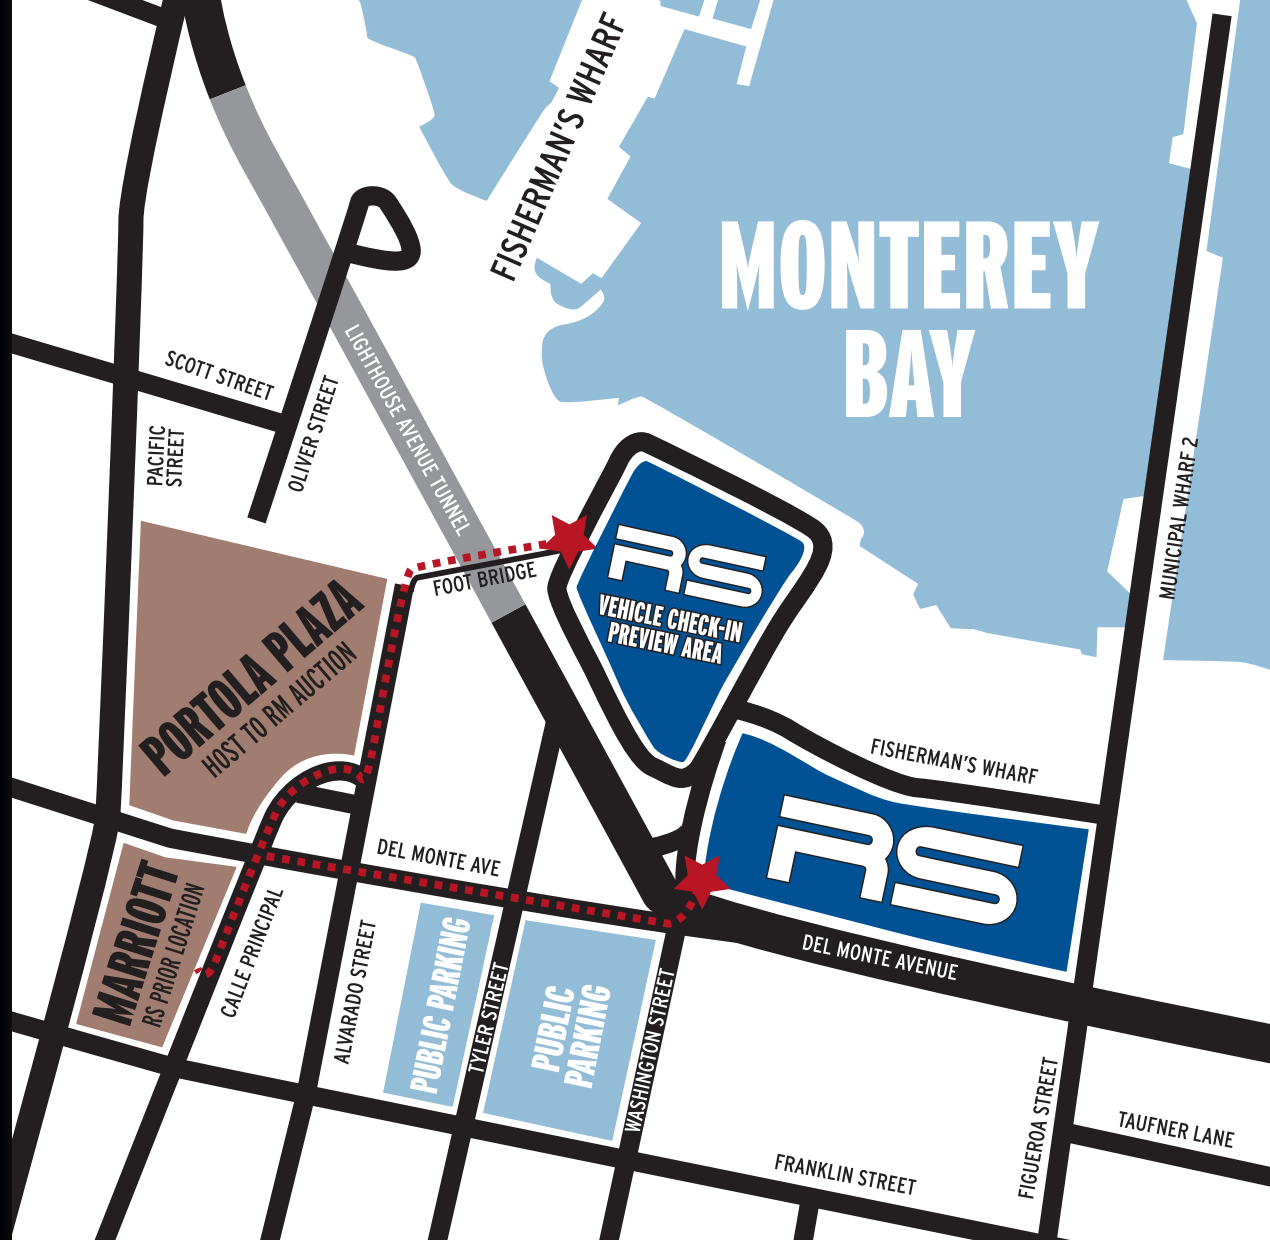 FISHERMAN'S WHARF
MONTEREY
BAY
SCOTT STREET
OLIVER STREET
LIGHTHOUSE AVENUE TUNNEL
PACIFIC
STREET
MUNICIPAL WHARF 2
FOOT BRIDGE
RS
VEHICLE CHECK-IN
PREVIEW AREA
PORTOLA PLAZA
HOST TO RM AUCTION
FISHERMAN'S WHARF
RS
DEL MONTE AVE
MARRIOTT
RS PRIOR LOCATION
CALLE PRINCIPAL
ALVARADO STREET
PUBLIC PARKING
TYLER STREET
PUBLIC
PARKING
WASHINGTON STREET
DEL MONTE AVENUE
FIGUEROA STREET
TAUFNER LANE
FRANKLIN STREET